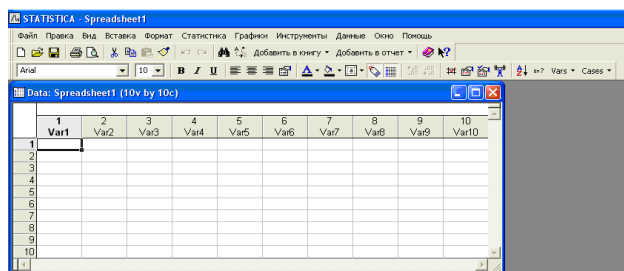 STATISTICA - Spreadsheet1
Файл Правка Вид Вставка Формат Статистика Графики Инструменты Данные Окно Помощь
Добавить в книгу Добавить в отчет
Arial 10 B I U A x=? Vars Cases
Data: Spreadsheet1 (10v by 10c)
1 2 3 4 5 6 7 8 9 10
Var1 Var2 Var3 Var4 Var5 Var6 Var7 Var8 Var9 Var10
1
2
3
4
5
6
7
8
9
10